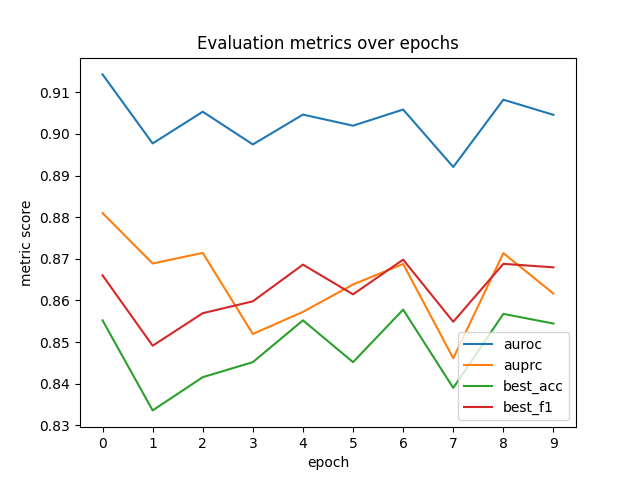 Evaluation metrics over epochs
metric score
0.91
0.90
0.89
0.88
0.87
0.86
0.85
0.84
0.83
auroc
auprc
best_acc
best_f1
0 1 2 3 4 5 6 7 8 9
epoch